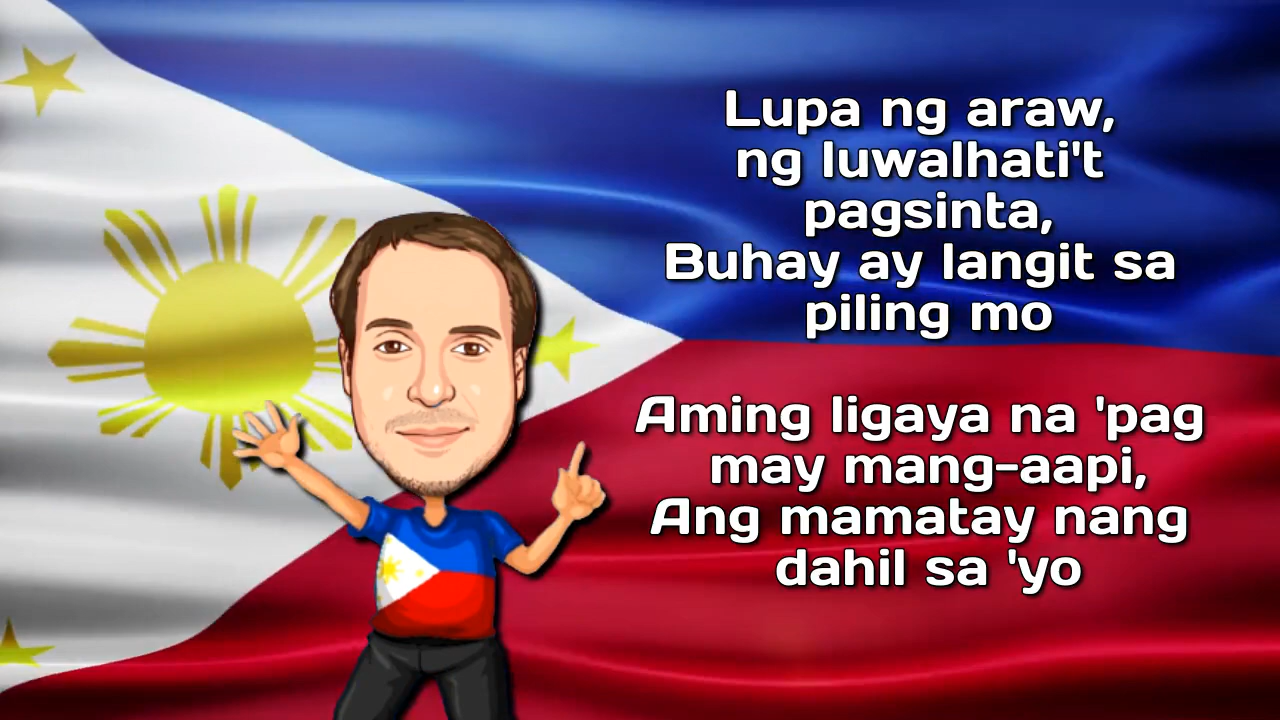 Lupa ng araw,
ng luwalhati't
pagsinta,
Buhay ay langit sa
piling mo
Aming ligaya na 'pag
may mang-aapi,
Ang mamatay nang
dahil sa 'yo